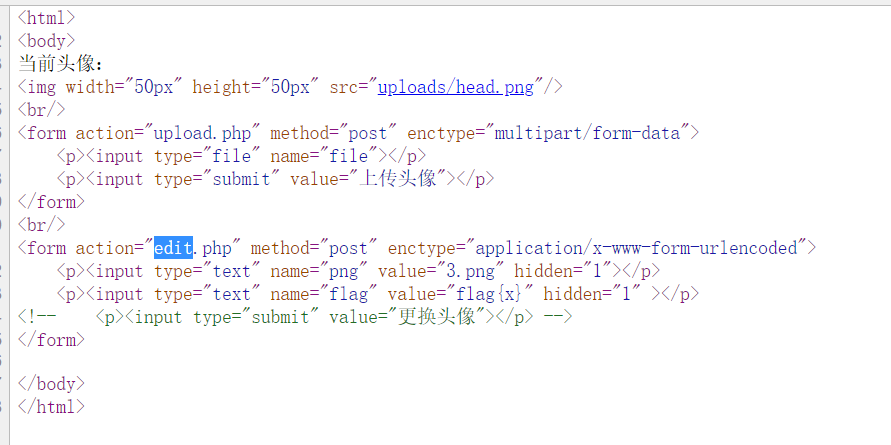 <html>
<body>
当前头像：
<img width="50px" height="50px" src="uploads/head.png"/>
<br/>
<form action="upload.php" method="post" enctype="multipart/form-data">
    <p><input type="file" name="file"></p>
    <p><input type="submit" value="上传头像"></p>
</form>
<br/>
<form action="edit.php" method="post" enctype="application/x-www-form-urlencoded">
    <p><input type="text" name="png" value="3.png" hidden="1"></p>
    <p><input type="text" name="flag" value="flag{x}" hidden="1" ></p>
<!--    <p><input type="submit" value="更换头像"></p> -->
</form>

</body>
</html>